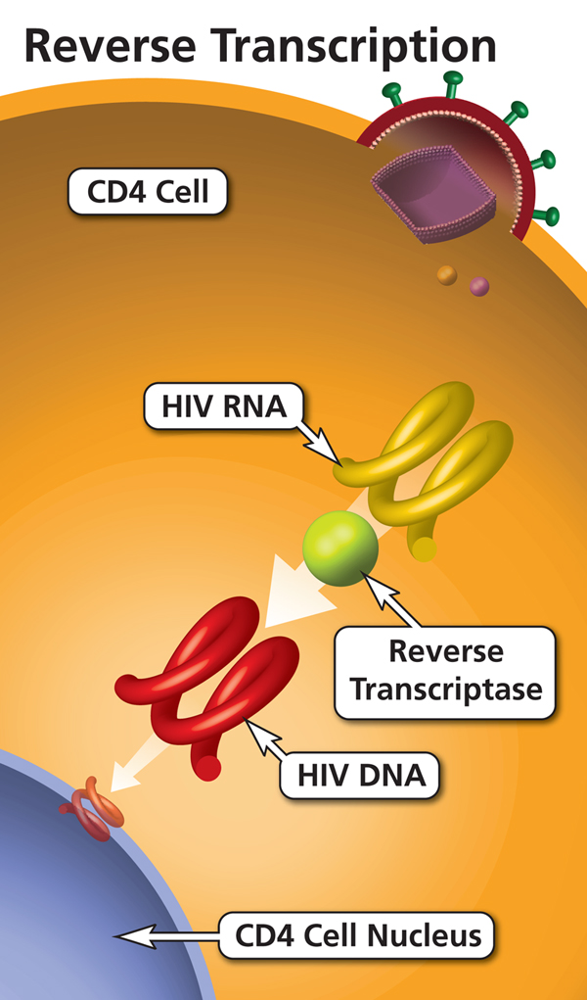 Reverse Transcription
CD4 Cell
HIV RNA
Reverse
Transcriptase
HIV DNA
CD4 Cell Nucleus